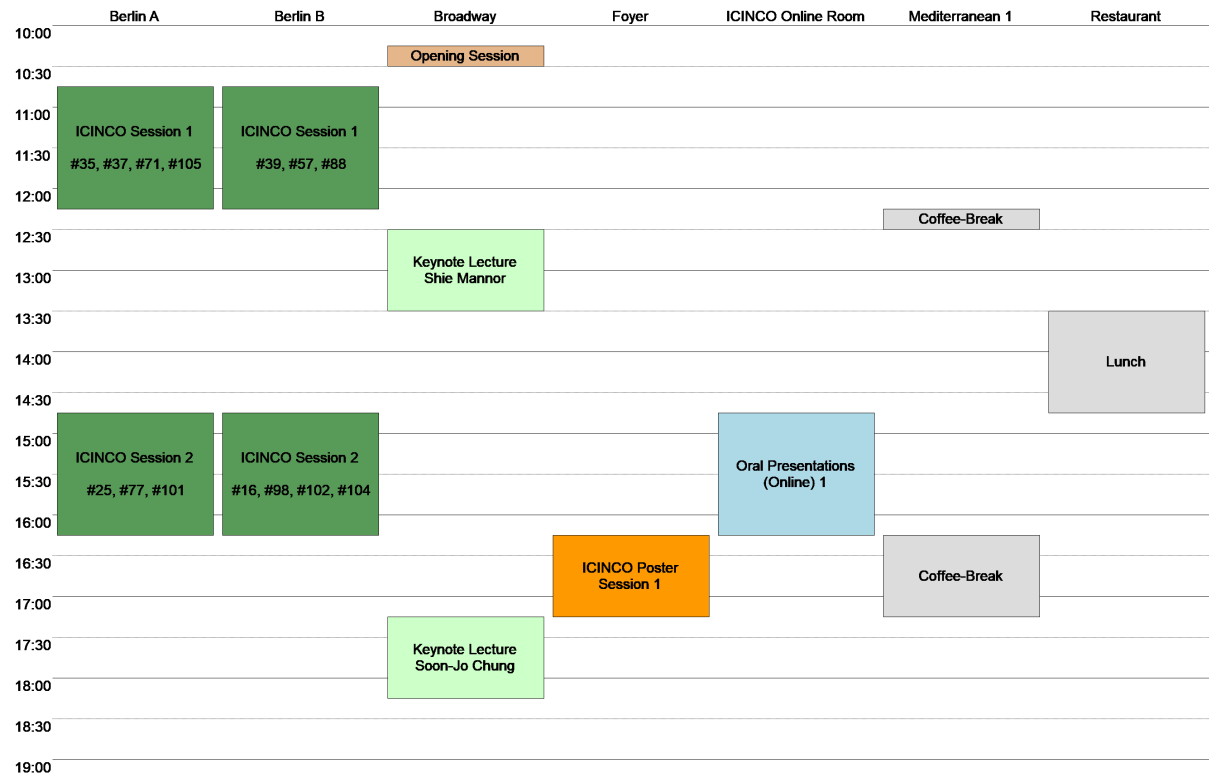 Berlin A Berlin B Broadway Foyer ICINCO Online Room Mediterranean 1 Restaurant
10:00
Opening Session
10:30
11:00
ICINCO Session 1 ICINCO Session 1
11:30
#35, #37, #71, #105 #39, #57, #88
12:00
Coffee-Break
12:30
Keynote Lecture
Shie Mannor
13:00
13:30
14:00
Lunch
14:30
15:00
ICINCO Session 2 ICINCO Session 2
Oral Presentations
(Online) 1
15:30
#25, #77, #101 #16, #98, #102, #104
16:00
16:30
ICINCO Poster
Session 1
Coffee-Break
17:00
17:30
Keynote Lecture
Soon-Jo Chung
18:00
18:30
19:00